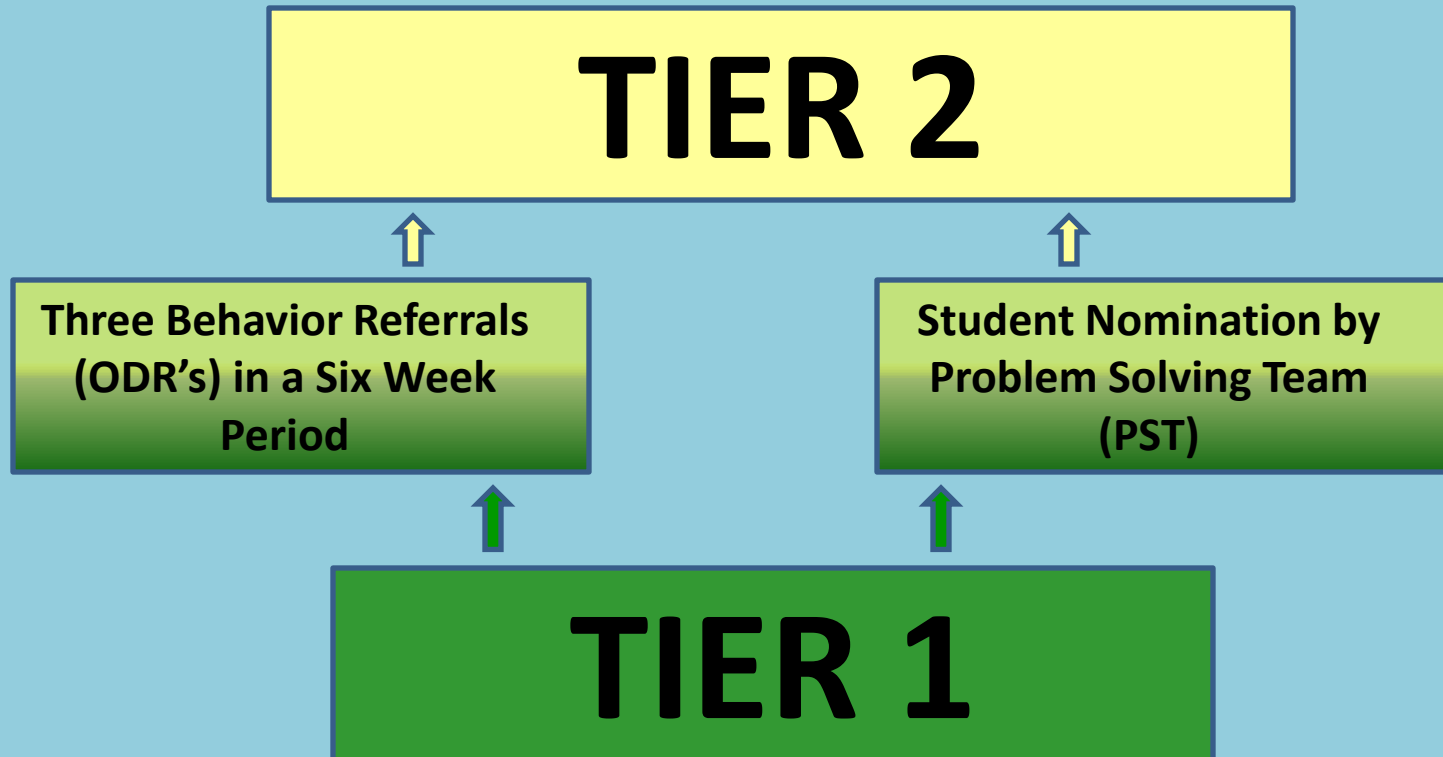 TIER 2
Three Behavior Referrals
(ODR’s) in a Six Week
Period
Student Nomination by
Problem Solving Team
(PST)
TIER 1